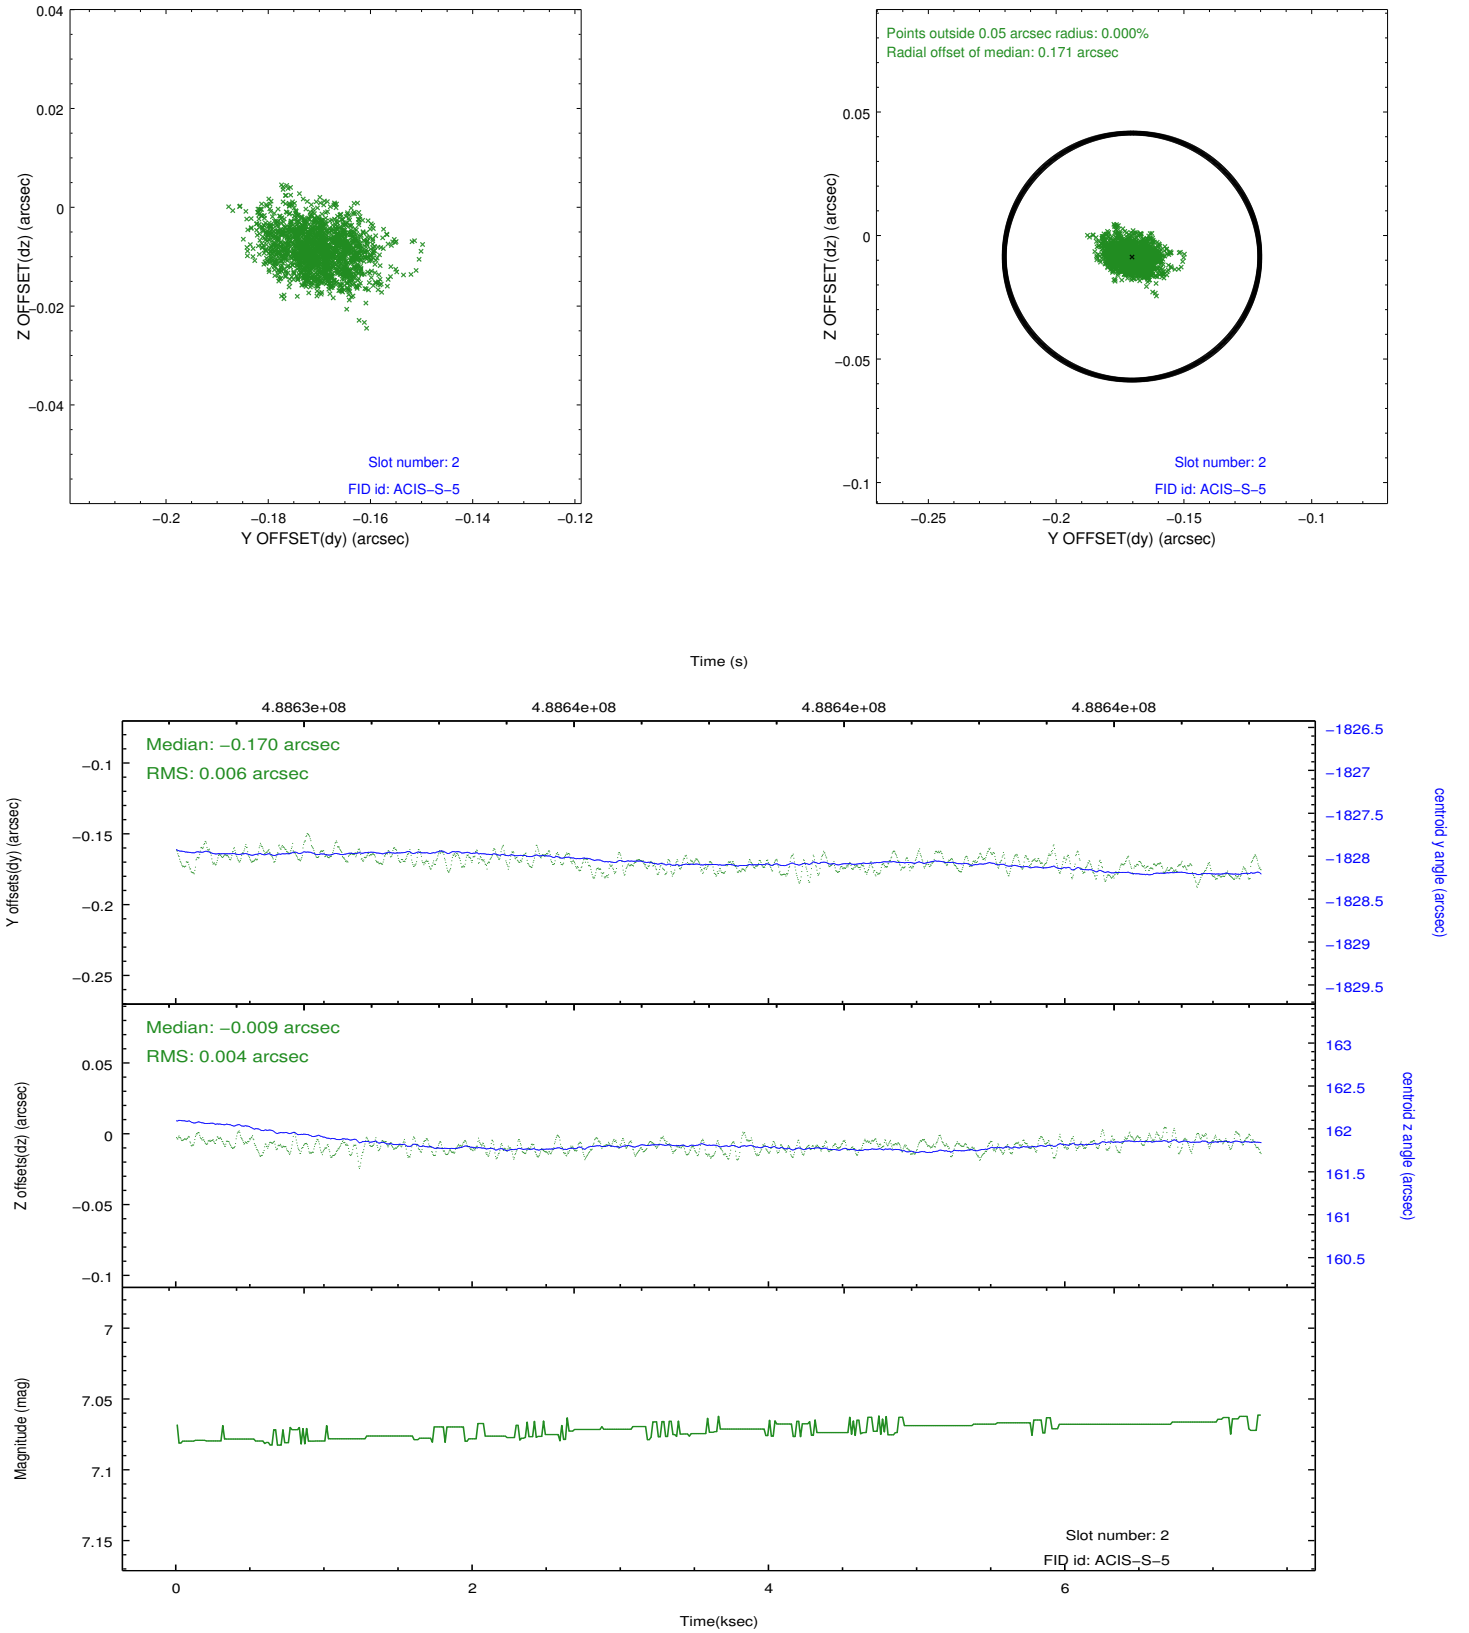 0.04
0.02
0
−0.02
−0.04
Z OFFSET(dz) (arcsec)
Slot number: 2
FID id: ACIS−S−5
−0.2 −0.18 −0.16 −0.14 −0.12
Y OFFSET(dy) (arcsec)
Points outside 0.05 arcsec radius: 0.000%
Radial offset of median: 0.171 arcsec
0.05
0
−0.05
−0.1
Z OFFSET(dz) (arcsec)
Slot number: 2
FID id: ACIS−S−5
−0.25 −0.2 −0.15 −0.1
Y OFFSET(dy) (arcsec)
Time (s)
4.8863e+08 4.8864e+08 4.8864e+08 4.8864e+08
Median: −0.170 arcsec
RMS: 0.006 arcsec
−0.1
−0.15
−0.2
−0.25
Y offsets(dy) (arcsec)
−1826.5
−1827
−1827.5
−1828
−1828.5
−1829
−1829.5
centroid y angle (arcsec)
Median: −0.009 arcsec
RMS: 0.004 arcsec
0.05
0
−0.05
−0.1
Z offsets(dz) (arcsec)
163
162.5
162
161.5
161
160.5
centroid z angle (arcsec)
7
7.05
7.1
7.15
Magnitude (mag)
Slot number: 2
FID id: ACIS−S−5
0 2 4 6
Time(ksec)